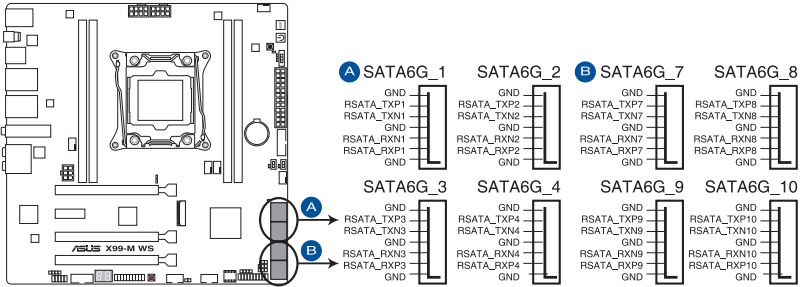 A SATA6G_1
GND
RSATA_TXP1
RSATA_TXN1
GND
RSATA_RXN1
RSATA_RXP1
GND
SATA6G_2
GND
RSATA_TXP2
RSATA_TXN2
GND
RSATA_RXN2
RSATA_RXP2
GND
B SATA6G_7
GND
RSATA_TXP7
RSATA_TXN7
GND
RSATA_RXN7
RSATA_RXP7
GND
SATA6G_8
GND
RSATA_TXP8
RSATA_TXN8
GND
RSATA_RXN8
RSATA_RXP8
GND
SATA6G_3
GND
RSATA_TXP3
RSATA_TXN3
GND
RSATA_RXN3
RSATA_RXP3
GND
SATA6G_4
GND
RSATA_TXP4
RSATA_TXN4
GND
RSATA_RXN4
RSATA_RXP4
GND
SATA6G_9
GND
RSATA_TXP9
RSATA_TXN9
GND
RSATA_RXN9
RSATA_RXP9
GND
SATA6G_10
GND
RSATA_TXP10
RSATA_TXN10
GND
RSATA_RXN10
RSATA_RXP10
GND
A
B
ASUS X99-M WS